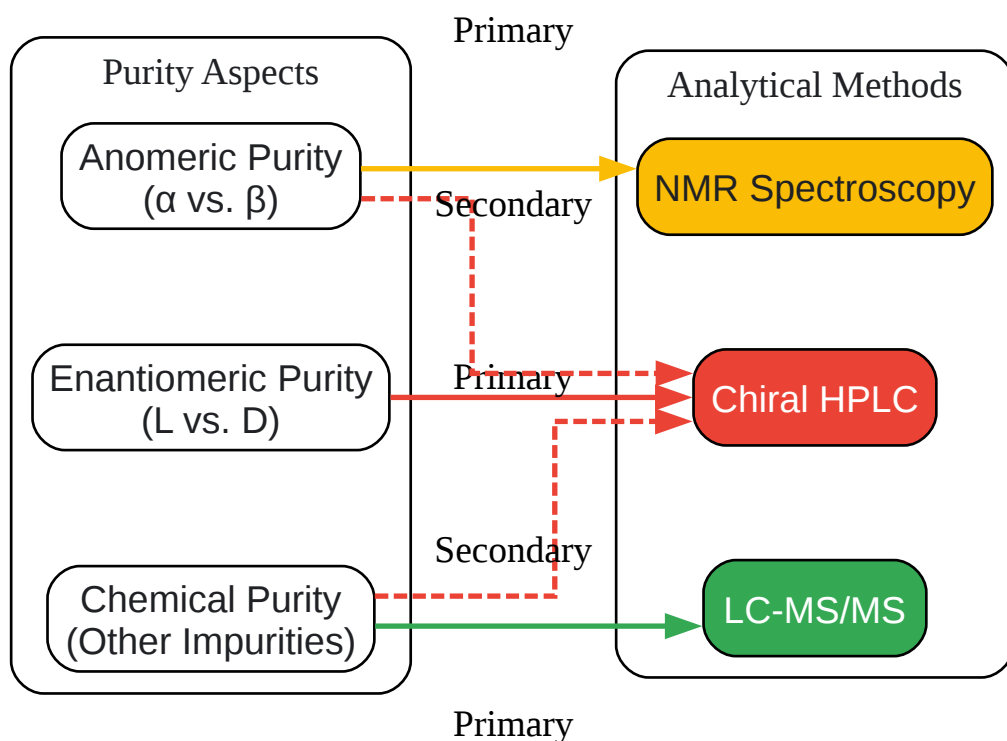 Primary
Purity Aspects
Analytical Methods
Anomeric Purity
(α vs. β)
NMR Spectroscopy
Secondary
Enantiomeric Purity
(L vs. D)
Primary
Chiral HPLC
Secondary
Chemical Purity
(Other Impurities)
LC-MS/MS
Primary